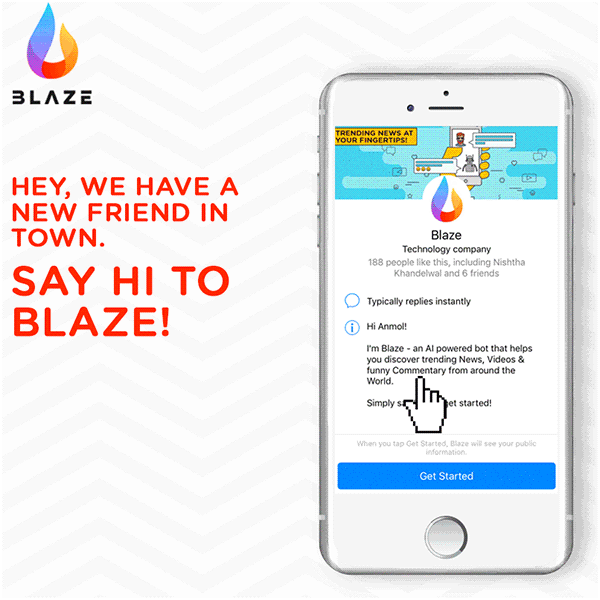 BLAZE
HEY, WE HAVE A
NEW FRIEND IN
TOWN.
SAY HI TO
BLAZE!
TRENDING NEWS AT
YOUR FINGERTIPS!
Blaze
Technology company
188 people like this, including Nishtha
Khandelwal and 6 friends
Typically replies instantly
Hi Anmol!
I'm Blaze - an AI powered bot that helps
you discover trending News, Videos &
funny Commentary from around the
World.
Simply get started!
When you tap Get Started, Blaze will see your public
information.
Get Started